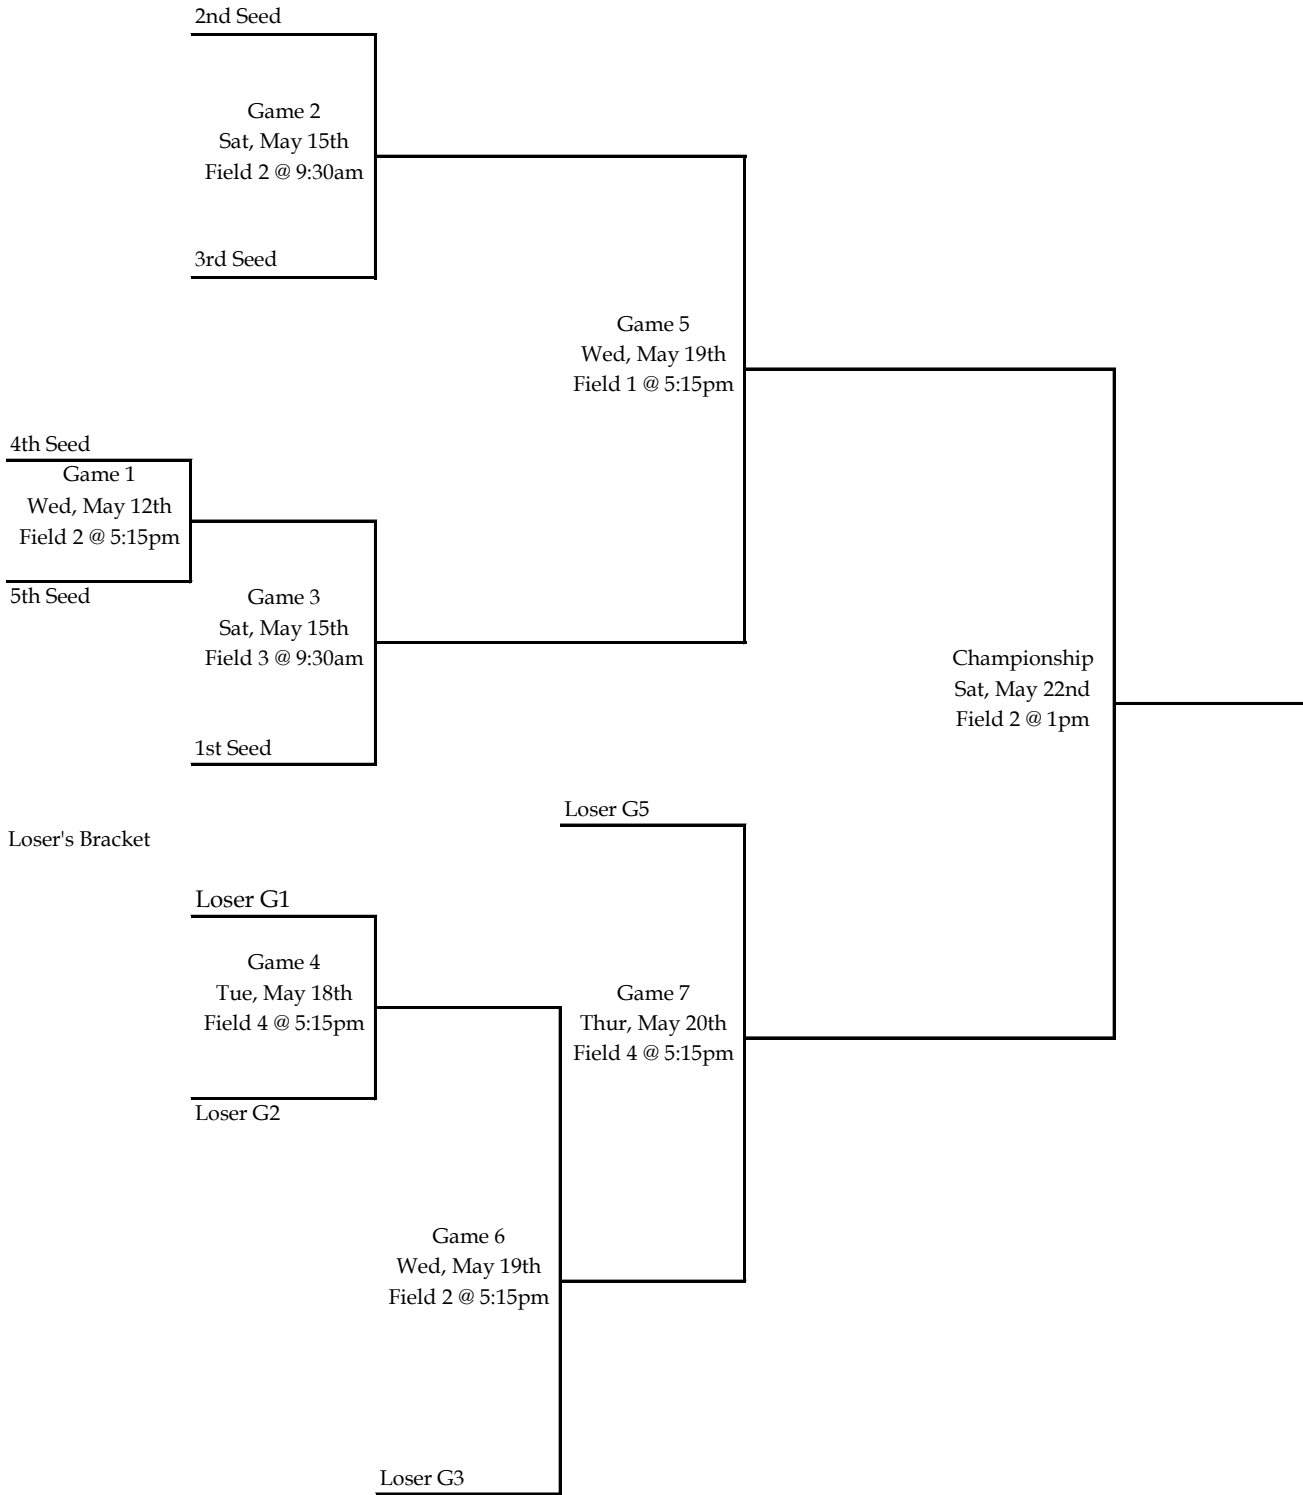 2nd Seed
Game 2
Sat, May 15th
Field 2 @ 9:30am
3rd Seed
Game 5
Wed, May 19th
Field 1 @ 5:15pm
4th Seed
Game 1
Wed, May 12th
Field 2 @ 5:15pm
5th Seed
Game 3
Sat, May 15th
Field 3 @ 9:30am
1st Seed
Championship
Sat, May 22nd
Field 2 @ 1pm
Loser G5
Loser's Bracket
Loser G1
Game 4
Tue, May 18th
Field 4 @ 5:15pm
Loser G2
Game 7
Thur, May 20th
Field 4 @ 5:15pm
Game 6
Wed, May 19th
Field 2 @ 5:15pm
Loser G3